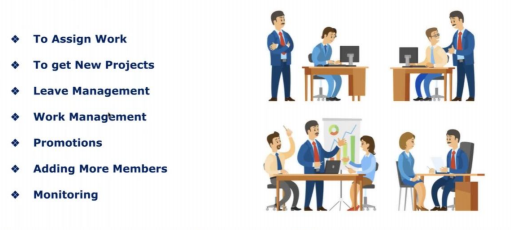 To Assign Work
To get New Projects
Leave Management
Work Management
Promotions
Adding More Members
Monitoring